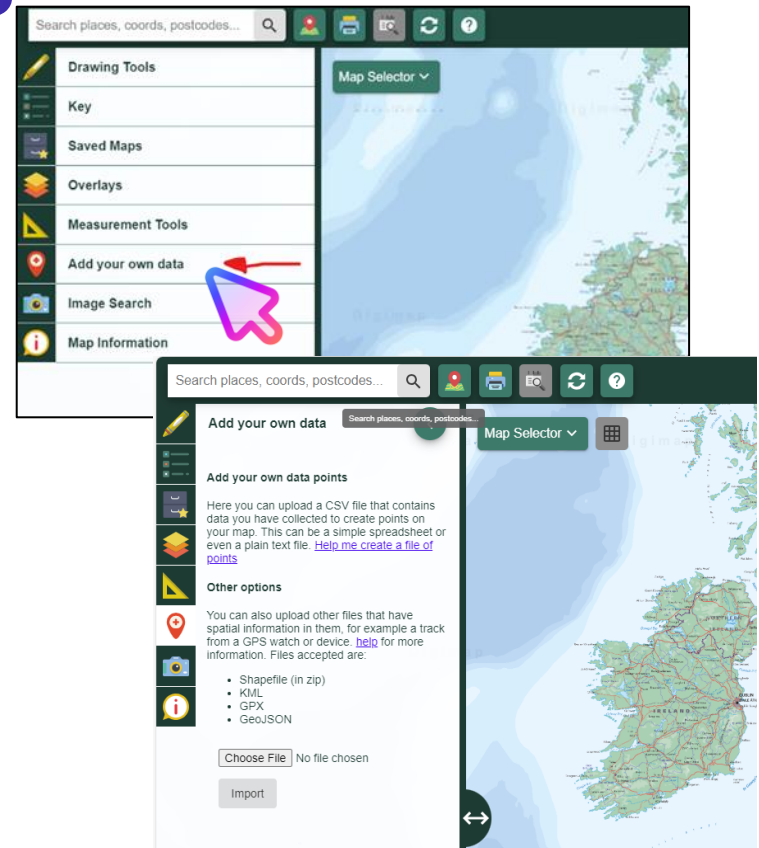 Search places, coords, postcodes...
Drawing Tools
Map Selector
Key
Saved Maps
Overlays
Measurement Tools
Add your own data
Image Search
Map Information
Search places, coords, postcodes...
Search places, coords, postcodes...
Add your own data
Map Selector
Add your own data points
Here you can upload a CSV file that contains
data you have collected to create points on
your map. This can be a simple spreadsheet or
even a plain text file. Help me create a file of
points
Other options
You can also upload other files that have
spatial information in them, for example a track
from a GPS watch or device. help for more
information. Files accepted are:
• Shapefile (in zip)
• KML
• GPX
• GeoJSON
Choose File No file chosen
Import
NORTHERN
IRELAND
IRELAND
DUBLIN
Digimap